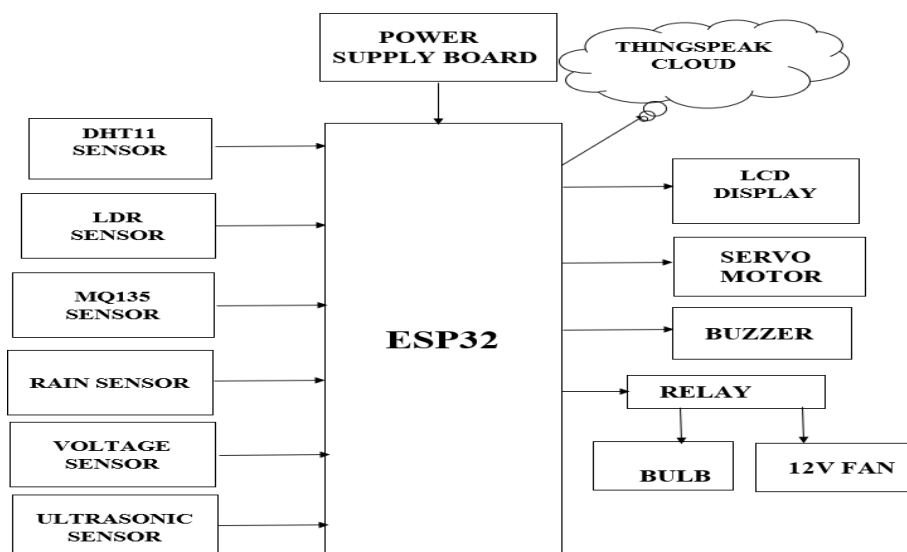 POWER
SUPPLY BOARD
THINGSPEAK
CLOUD
DHT11
SENSOR
LDR
SENSOR
MQ135
SENSOR
RAIN SENSOR
VOLTAGE
SENSOR
ULTRASONIC
SENSOR
ESP32
LCD
DISPLAY
SERVO
MOTOR
BUZZER
RELAY
BULB
12V FAN